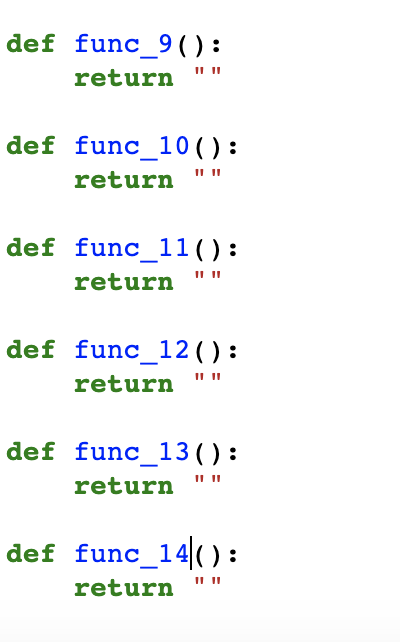 def func_9():
    return ""
def func_10():
    return ""
def func_11():
    return ""
def func_12():
    return ""
def func_13():
    return ""
def func_14():
    return ""